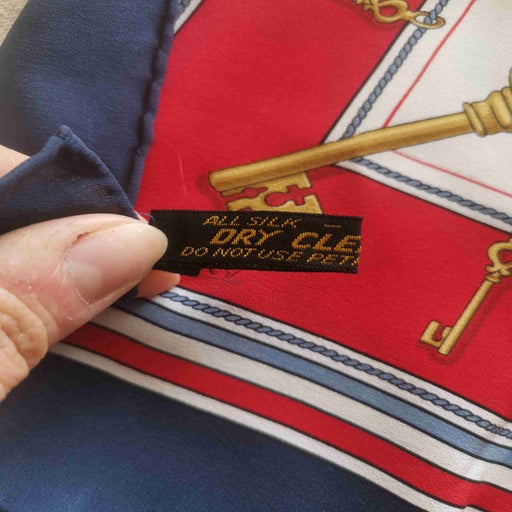 ALL SILK _
DRY CLE
DO NOT USE PET